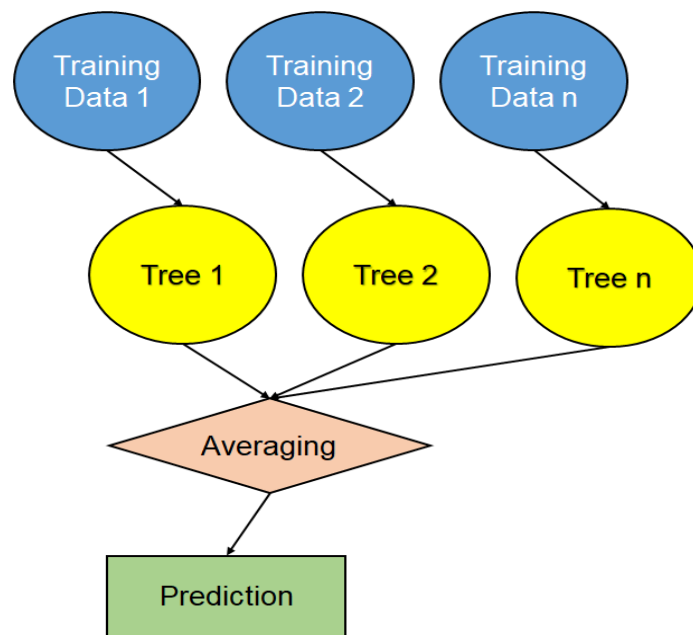 Training
Data 1
Training
Data 2
Training
Data n
Tree 1
Tree 2
Tree n
Averaging
Prediction